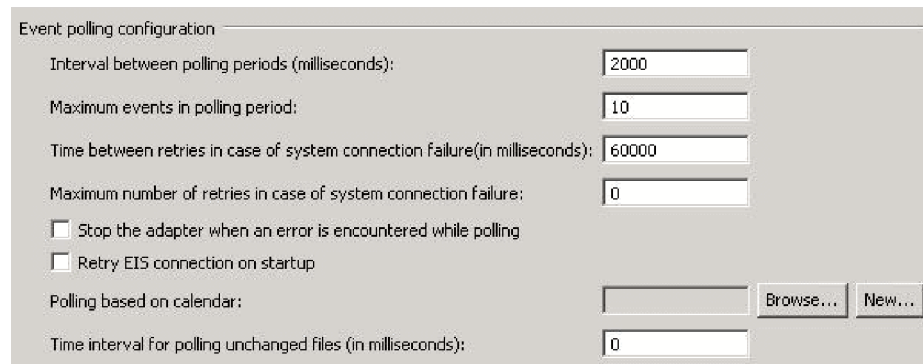 Event polling configuration
Interval between polling periods (milliseconds): 2000
Maximum events in polling period: 10
Time between retries in case of system connection failure(in milliseconds): 60000
Maximum number of retries in case of system connection failure: 0
Stop the adapter when an error is encountered while polling
Retry EIS connection on startup
Polling based on calendar: Browse... New...
Time interval for polling unchanged files (in milliseconds): 0